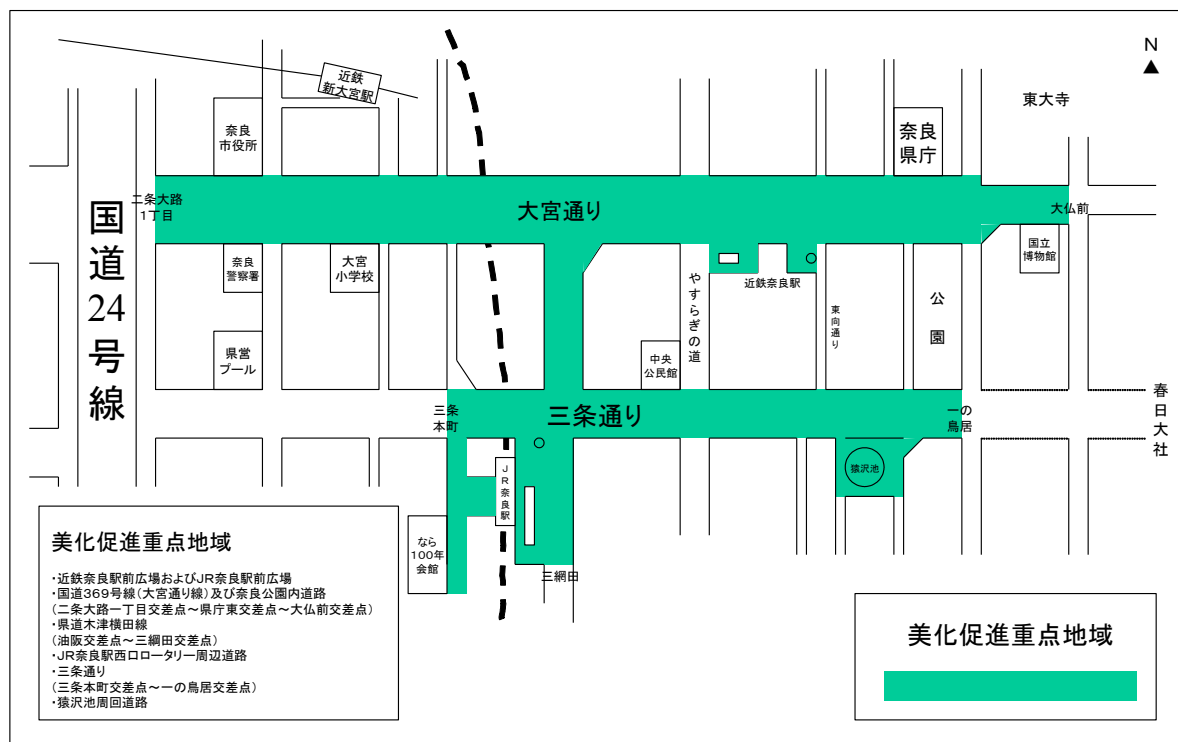 N
近鉄
新大宮駅
東大寺
奈良
市役所
奈良
県庁
国道24号線
二条大路
1丁目
大宮通り
大仏前
奈良
警察署
大宮
小学校
国立
博物館
近鉄奈良駅
やすらぎの道
東向通り
公園
県営
プール
中央
公民館
三条
本町
三条通り
一の
鳥居
春日大社
JR奈良駅
猿沢池
なら
100年
会館
三網田
美化促進重点地域
・近鉄奈良駅前広場およびJR奈良駅前広場
・国道369号線(大宮通り線)及び奈良公園内道路
(二条大路一丁目交差点～県庁東交差点～大仏前交差点)
・県道木津横田線
(油阪交差点～三綱田交差点)
・JR奈良駅西口ロータリー周辺道路
・三条通り
(三条本町交差点～一の鳥居交差点)
・猿沢池周回道路
美化促進重点地域